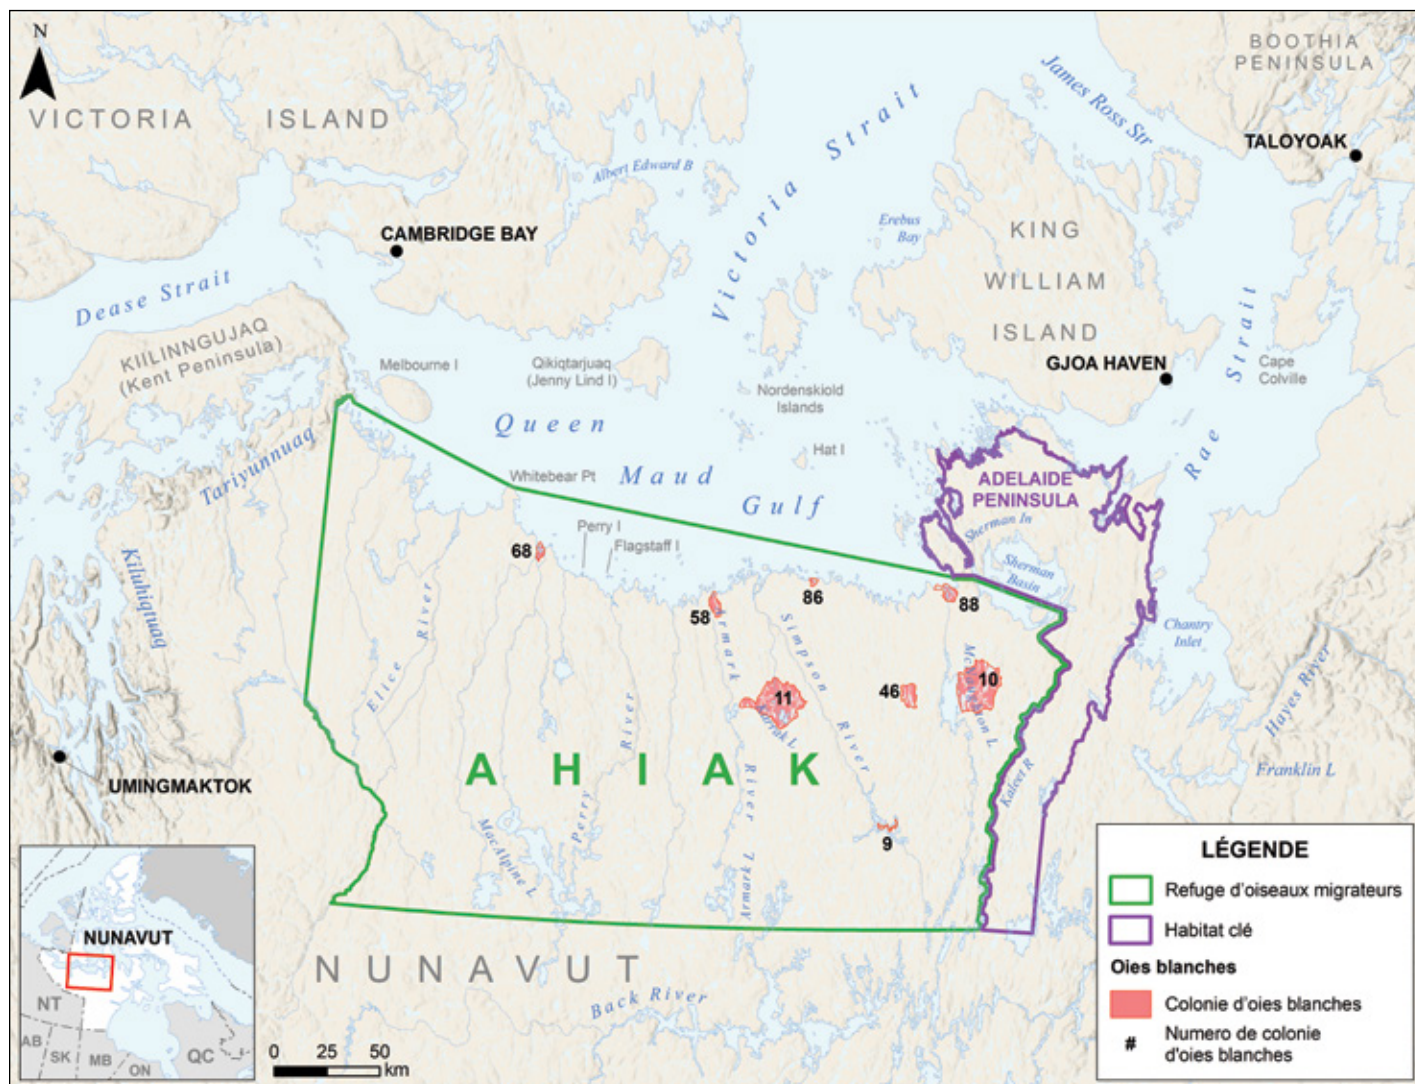 N
BOOTHIA
PENINSULA
James Ross Str
VICTORIA ISLAND
TALOYOAK
Victoria Strait
Albert Edward B
Erebus
Bay
KING
WILLIAM
ISLAND
CAMBRIDGE BAY
Dease Strait
KIILINNGUJAQ
(Kent Peninsula)
Melbourne I
Qikiqtarjuaq
(Jenny Lind I)
GJOA HAVEN
Rae Strait
Cape
Colville
Nordenskiold
Islands
Queen
Maud
Gulf
Hat I
Tariyunnuaq
Whitebear Pt
ADELAIDE
PENINSULA
Sherman In
Perry I
Flagstaff I
Sherman
Basin
68
Kiluhiqtuaq
86
88
58
Chantry
Inlet
Ellice River
Armark River
Simpson River
11
46
10
Hayes River
Perry River
Kaleet R
Franklin L
AHIAK
UMINGMAKTOK
MacAlpine L
Armark L
9
NUNAVUT
Back River
NUNAVUT
NT
AB
SK
MB
ON
QC
0 25 50
km
LÉGENDE
Refuge d'oiseaux migrateurs
Habitat clé
Oies blanches
Colonie d'oies blanches
# Numero de colonie
d'oies blanches